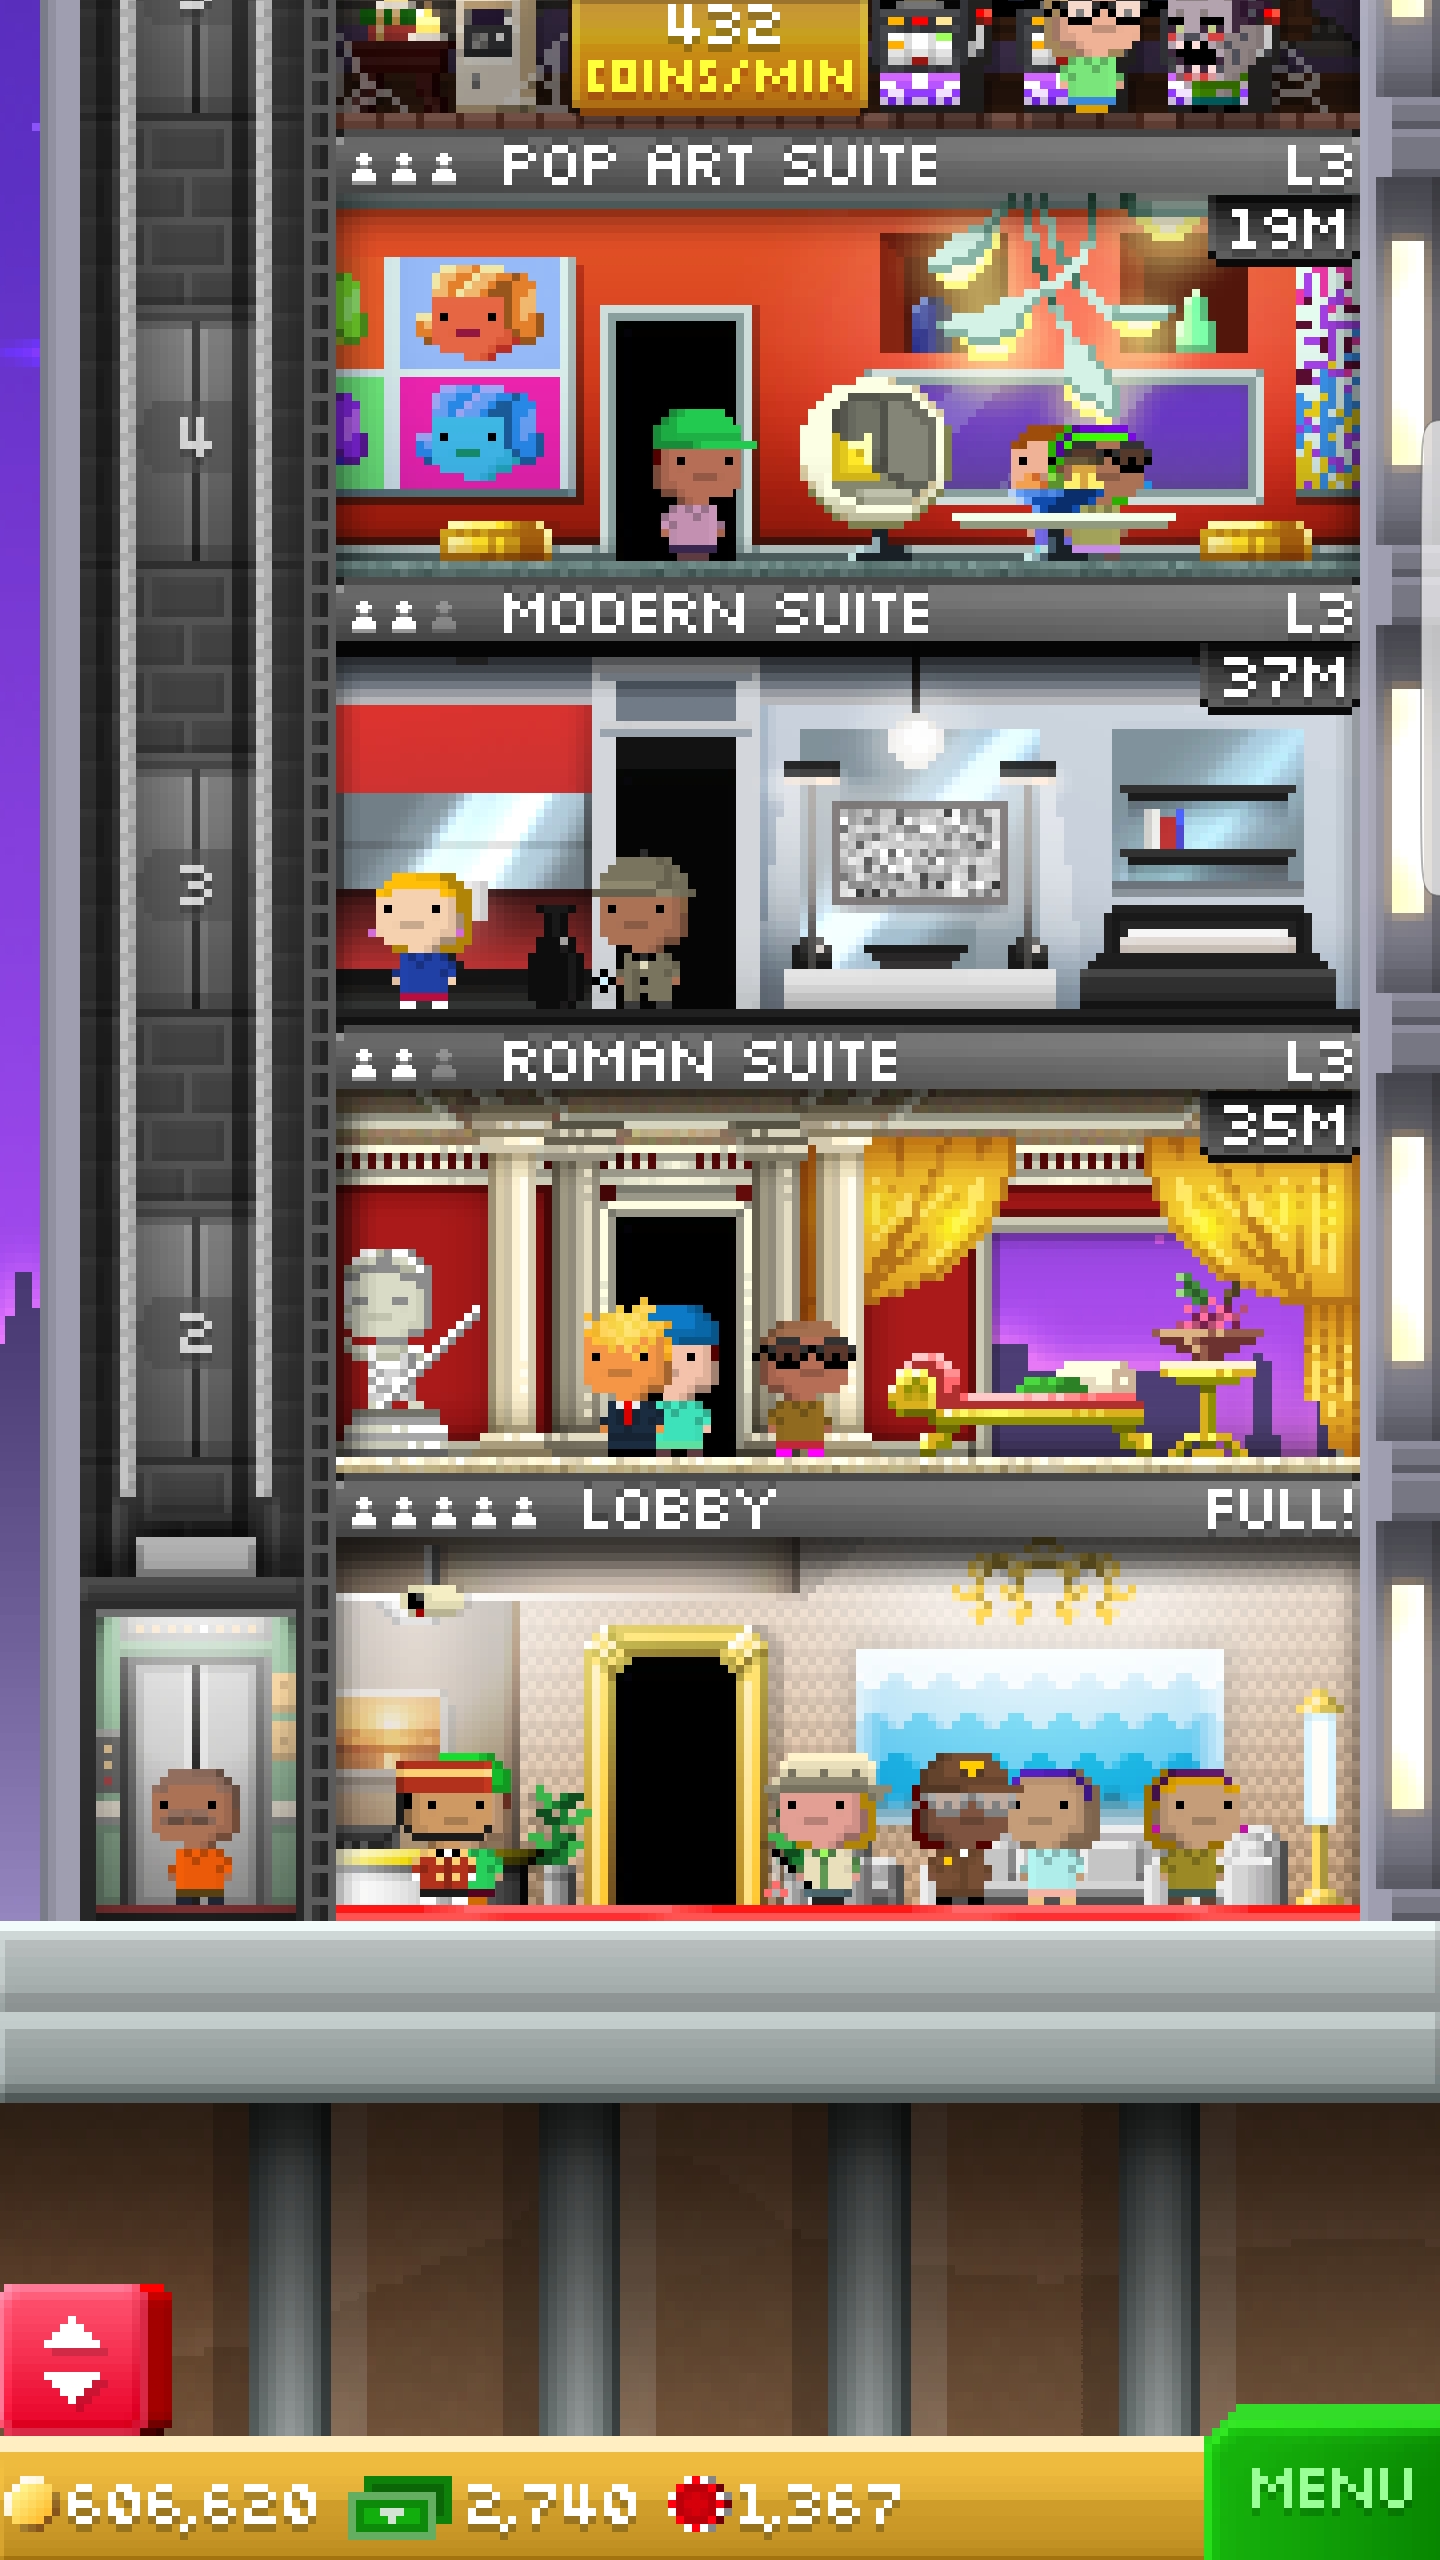 432
COINS/MIN
POP ART SUITE L3
19M
4
MODERN SUITE L3
37M
3
ROMAN SUITE L3
35M
2
LOBBY FULL!
606,620 2,740 1,367
MENU